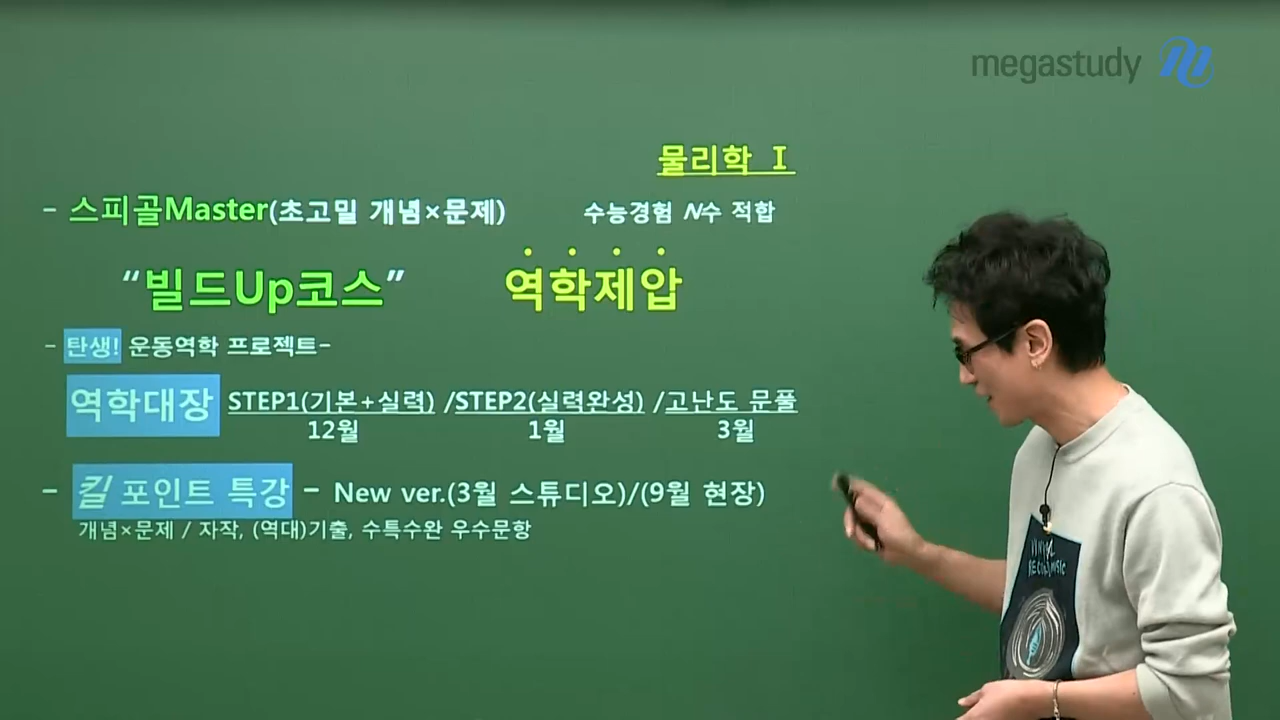 megastudy
물리학 I
- 스피골Master(초고밀 개념×문제) 수능경험 N수 적합
“빌드Up코스” 역학제압
- 탄생! 운동역학 프로젝트-
역학대장 STEP1(기본+실력) /STEP2(실력완성) /고난도 문풀
12월 1월 3월
- 킬 포인트 특강 - New ver.(3월 스튜디오)/(9월 현장)
개념×문제 / 자작, (역대)기출, 수특수완 우수문항